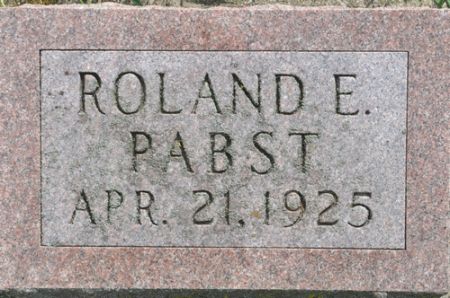 ROLAND E.
PABST
APR. 21, 1925